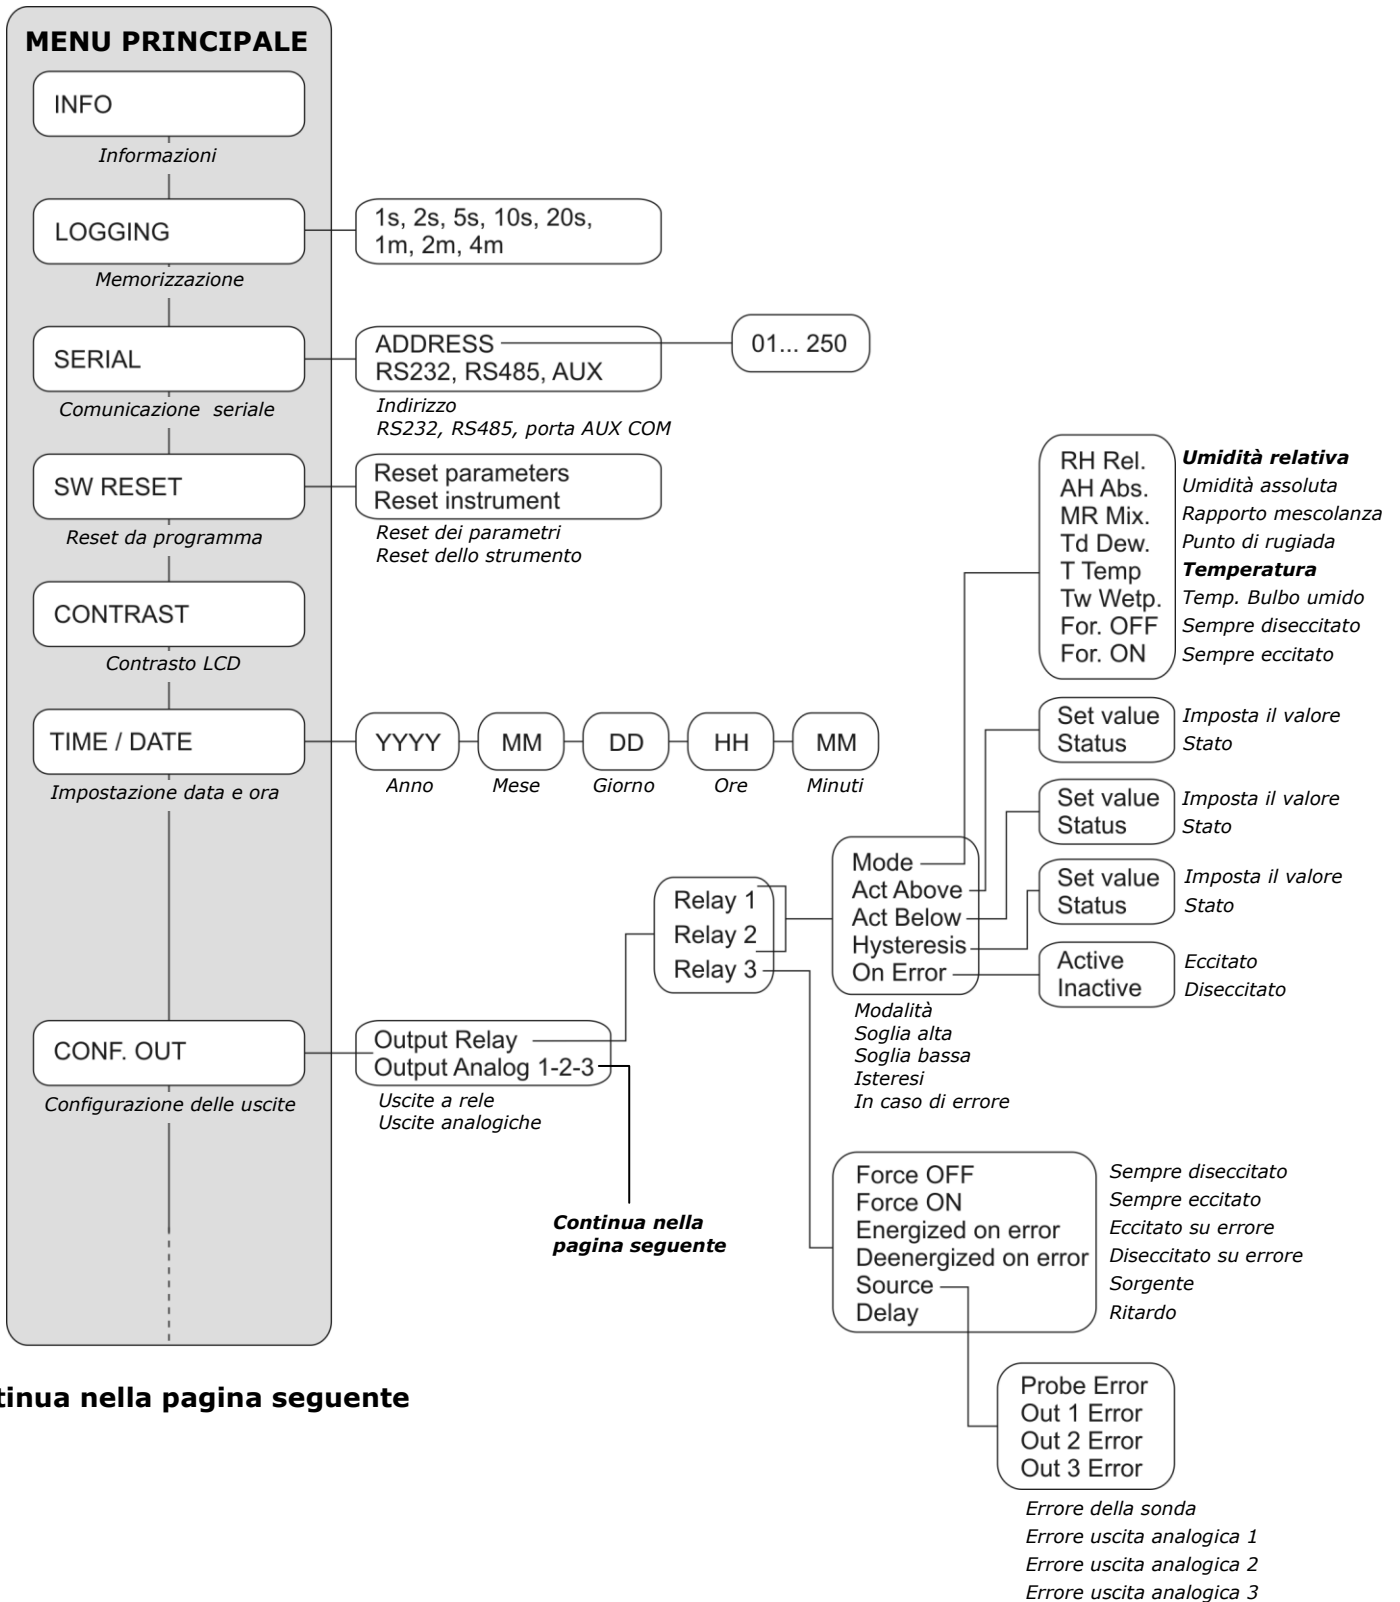 MENU PRINCIPALE
INFO
Informazioni
LOGGING
1s, 2s, 5s, 10s, 20s,
1m, 2m, 4m
Memorizzazione
SERIAL
ADDRESS
RS232, RS485, AUX
01... 250
Comunicazione seriale
Indirizzo
RS232, RS485, porta AUX COM
SW RESET
Reset parameters
Reset instrument
Reset da programma
Reset dei parametri
Reset dello strumento
CONTRAST
Contrasto LCD
TIME / DATE
YYYY
MM
DD
HH
MM
Impostazione data e ora
Anno
Mese
Giorno
Ore
Minuti
RH Rel.
AH Abs.
MR Mix.
Td Dew.
T Temp
Tw Wetp.
For. OFF
For. ON
Umidità relativa
Umidità assoluta
Rapporto mescolanza
Punto di rugiada
Temperatura
Temp. Bulbo umido
Sempre diseccitato
Sempre eccitato
Set value
Status
Imposta il valore
Stato
Set value
Status
Imposta il valore
Stato
Set value
Status
Imposta il valore
Stato
Active
Inactive
Eccitato
Diseccitato
Mode
Act Above
Act Below
Hysteresis
On Error
Modalità
Soglia alta
Soglia bassa
Isteresi
In caso di errore
Relay 1
Relay 2
Relay 3
CONF. OUT
Output Relay
Output Analog 1-2-3
Configurazione delle uscite
Uscite a rele
Uscite analogiche
Continua nella
pagina seguente
Force OFF
Force ON
Energized on error
Deenergized on error
Source
Delay
Sempre diseccitato
Sempre eccitato
Eccitato su errore
Diseccitato su errore
Sorgente
Ritardo
tinua nella pagina seguente
Probe Error
Out 1 Error
Out 2 Error
Out 3 Error
Errore della sonda
Errore uscita analogica 1
Errore uscita analogica 2
Errore uscita analogica 3